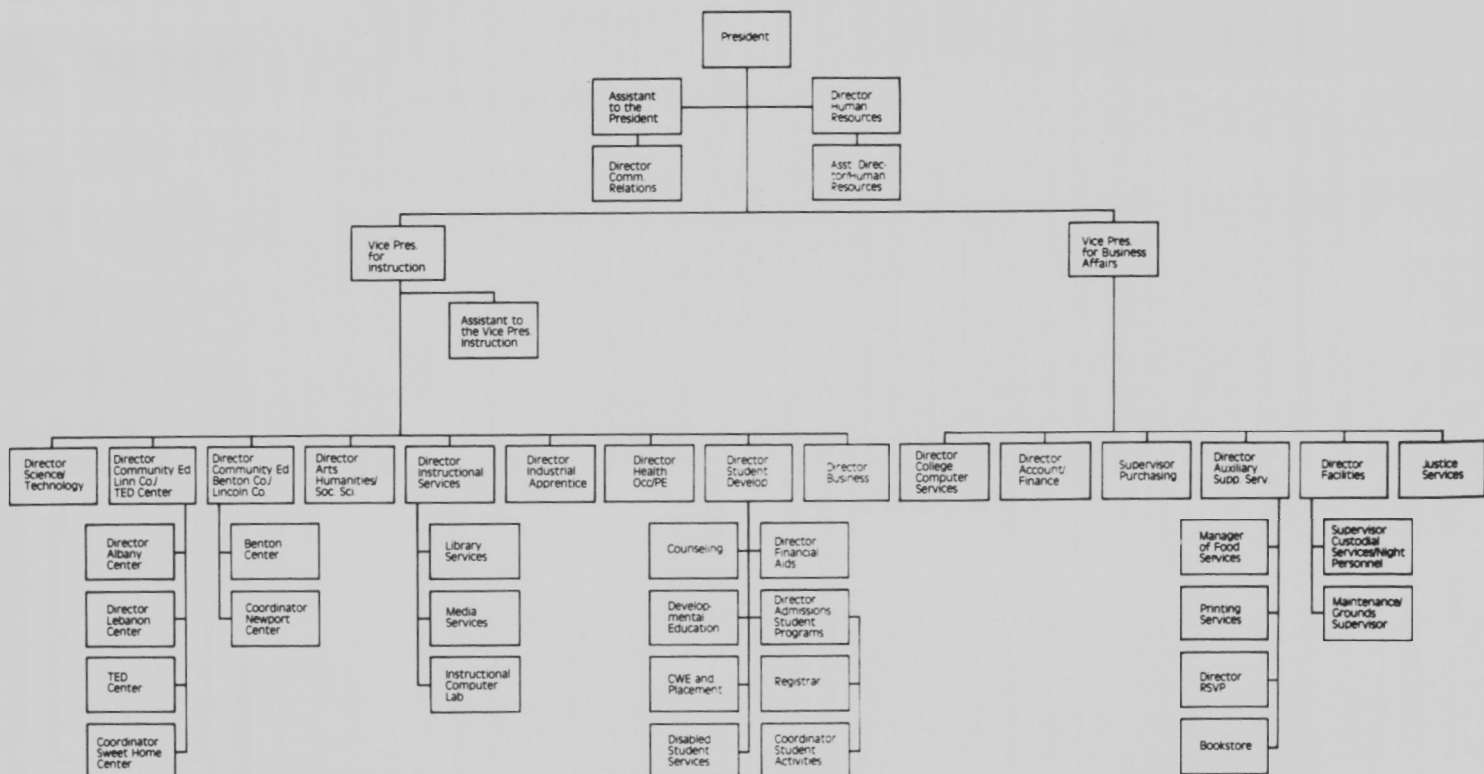 President
Assistant
to the
President
Director
Human
Resources
Director
Comm.
Relations
Asst. Direc-
tor/Human
Resources
Vice Pres.
for
Instruction
Vice Pres.
for Business
Affairs
Assistant to
the Vice Pres.
Instruction
Director
Science/
Technology
Director
Community Ed
Linn Co./
TED Center
Director
Community Ed
Benton Co./
Lincoln Co.
Director
Arts
Humanities/
Soc. Sci.
Director
Instructional
Services
Director
Industrial
Apprentice
Director
Health
Occ/PE
Director
Student
Develop
Director
Business
Director
College
Computer
Services
Director
Account/
Finance
Supervisor
Purchasing
Director
Auxiliary
Supp. Serv.
Director
Facilities
Justice
Services
Director
Albany
Center
Director
Lebanon
Center
TED
Center
Coordinator
Sweet Home
Center
Benton
Center
Coordinator
Newport
Center
Library
Services
Media
Services
Instructional
Computer
Lab
Counseling
Develop-
mental
Education
CWE and
Placement
Disabled
Student
Services
Director
Financial
Aids
Director
Admissions
Student
Programs
Registrar
Coordinator
Student
Activities
Manager
of Food
Services
Printing
Services
Director
RSVP
Bookstore
Supervisor
Custodial
Services/Night
Personnel
Maintenance/
Grounds
Supervisor